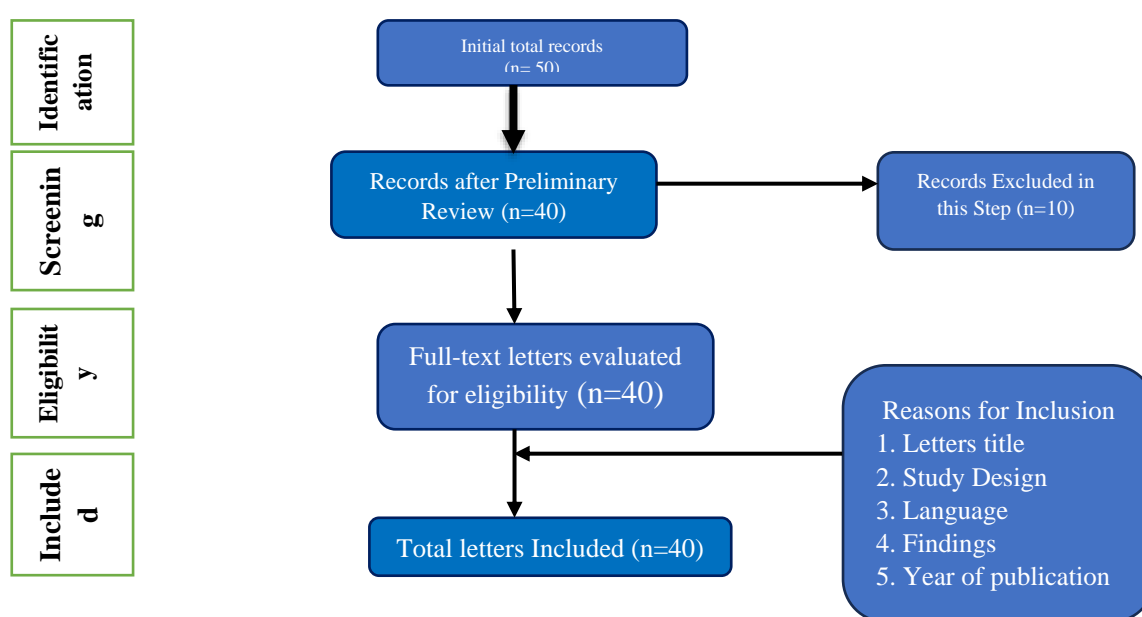 Identific
ation
Initial total records
(n= 50)
Screenin
g
Records after Preliminary
Review (n=40)
Records Excluded in
this Step (n=10)
Eligibilit
y
Full-text letters evaluated
for eligibility (n=40)
Reasons for Inclusion
1. Letters title
2. Study Design
3. Language
4. Findings
5. Year of publication
Include
d
Total letters Included (n=40)